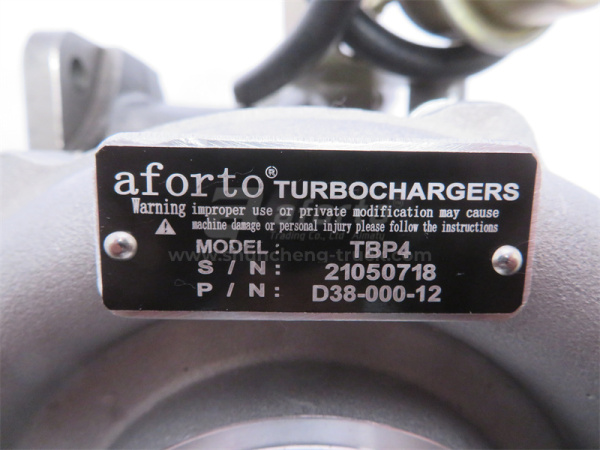 aforto® TURBOCHARGERS
Warning improper use or private modification may cause
machine damage or personal injury please follow the instructions
MODEL: TBP4
S / N: 21050718
P / N: D38-000-12